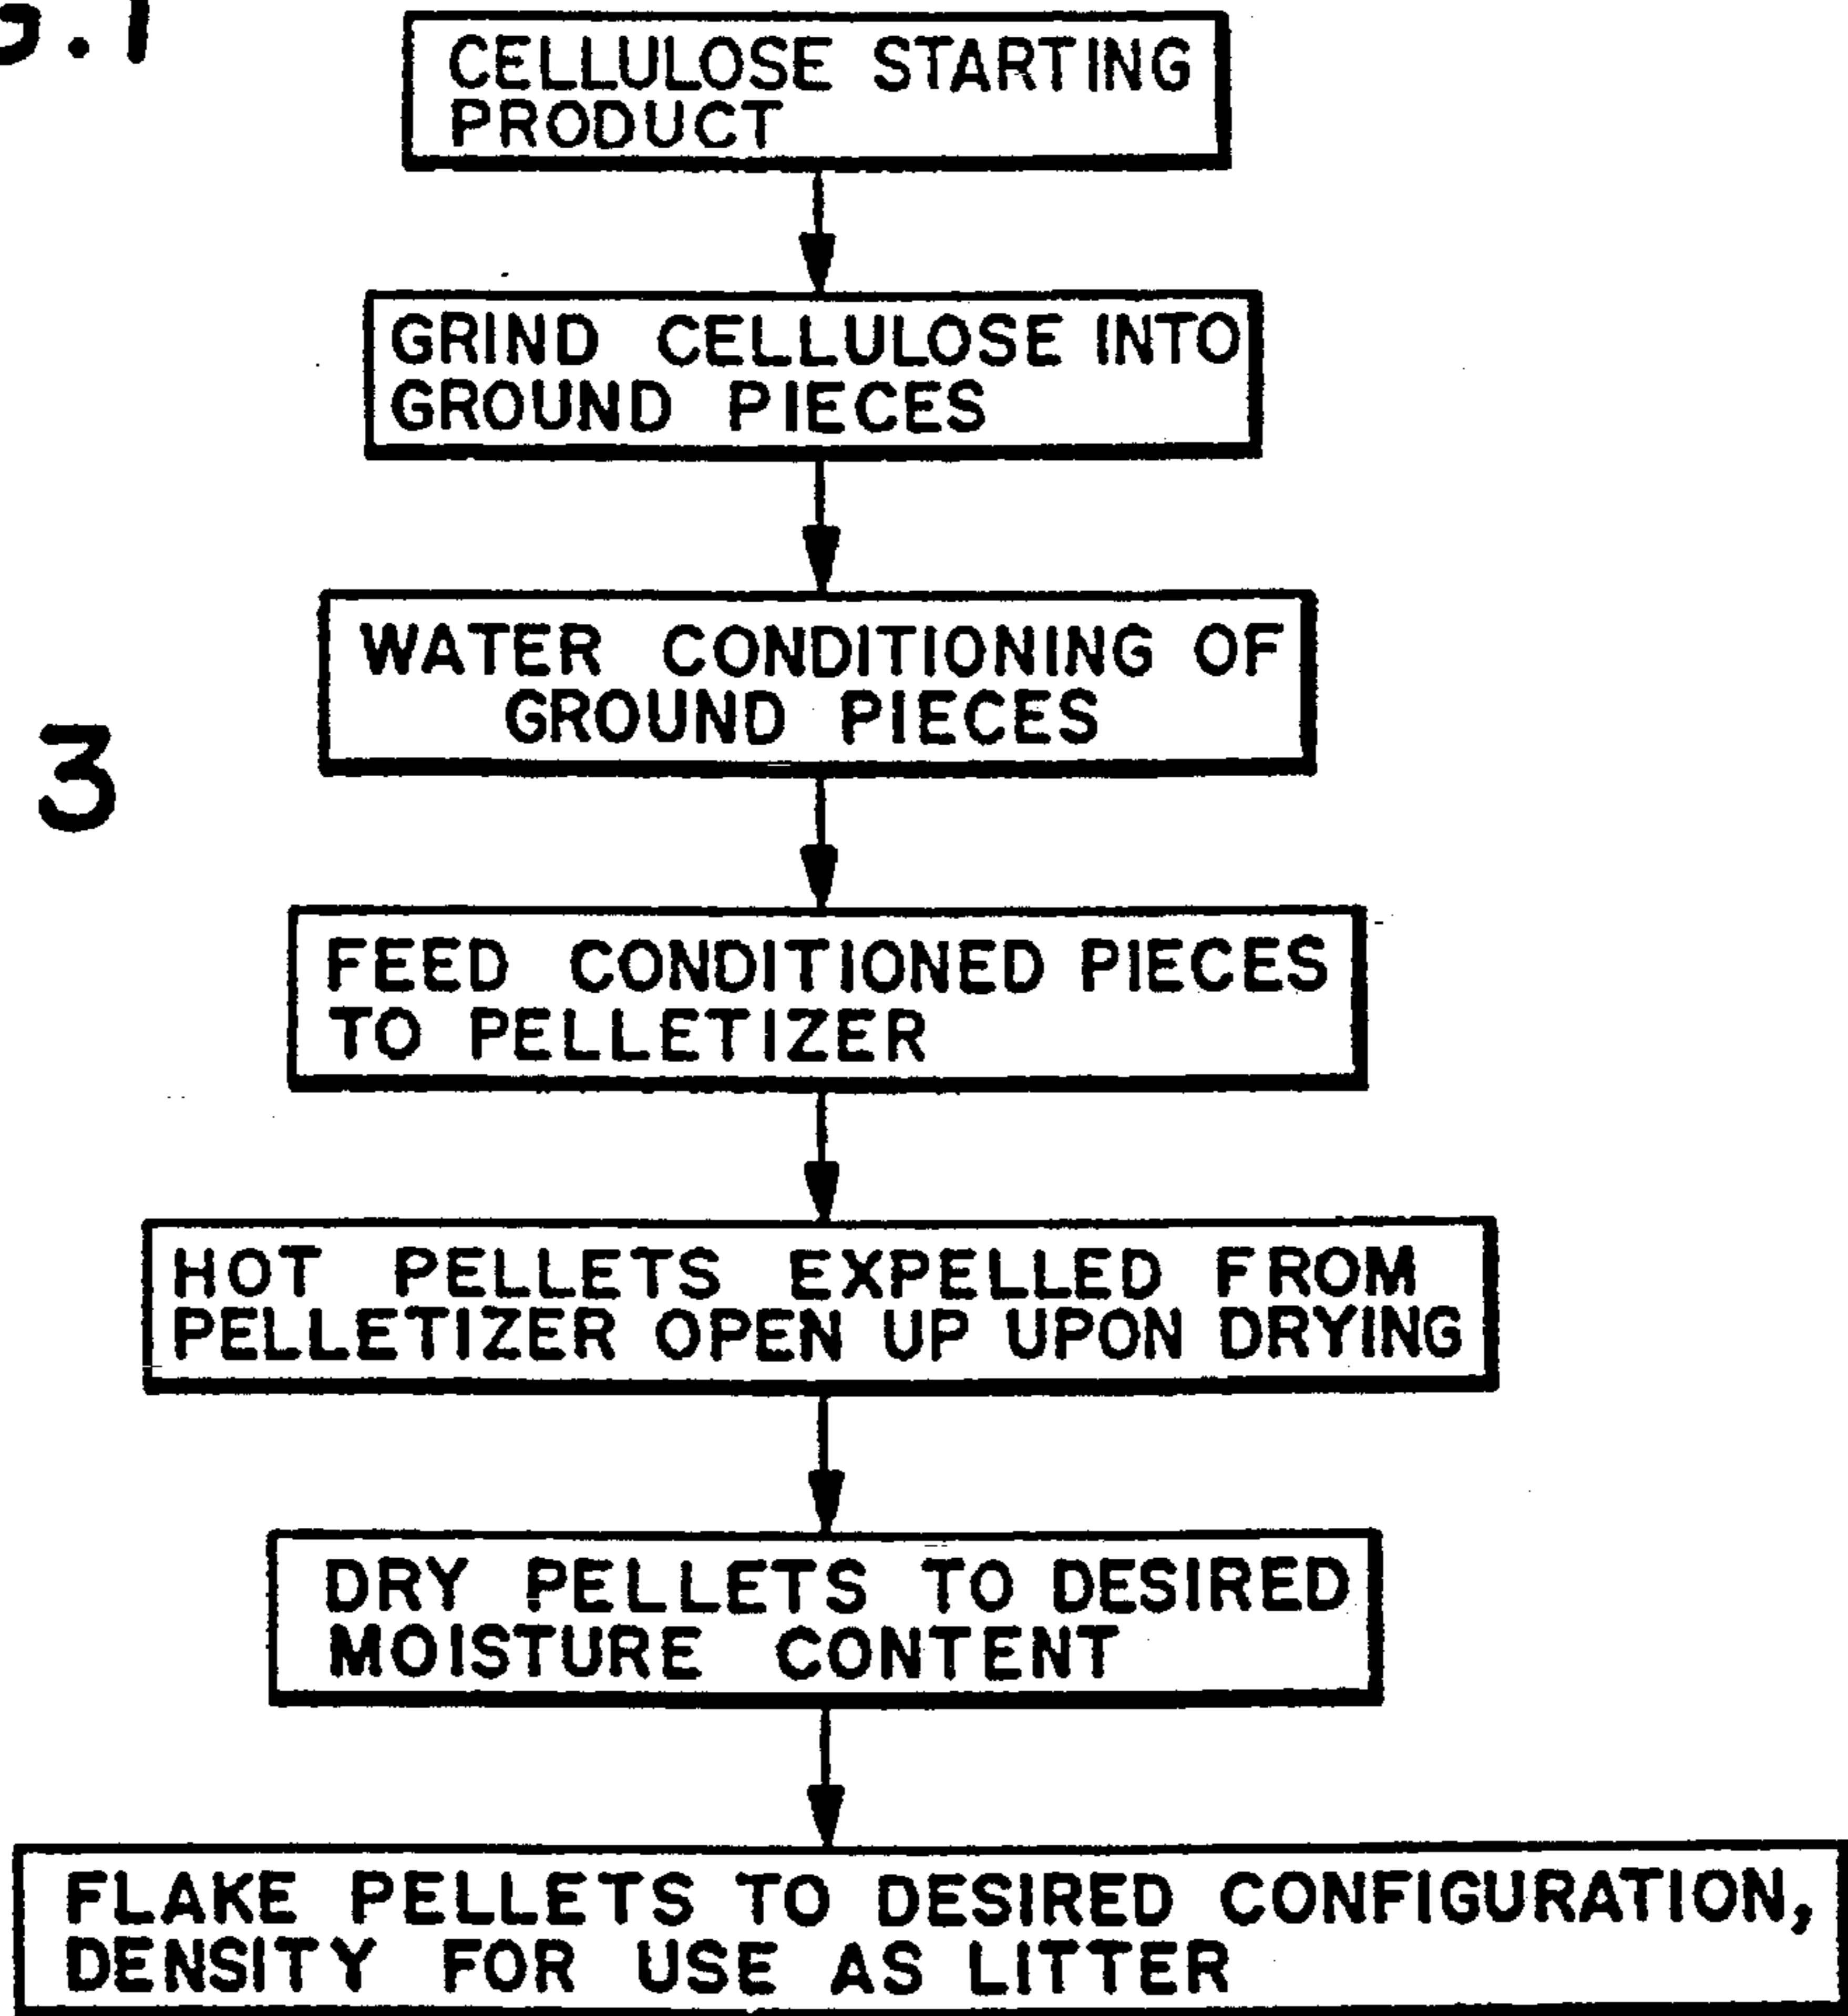 .1
CELLULOSE STARTING
PRODUCT
GRIND CELLULOSE INTO
GROUND PIECES
WATER CONDITIONING OF
GROUND PIECES
3
FEED CONDITIONED PIECES
TO PELLETIZER
HOT PELLETS EXPELLED FROM
PELLETIZER OPEN UP UPON DRYING
DRY PELLETS TO DESIRED
MOISTURE CONTENT
FLAKE PELLETS TO DESIRED CONFIGURATION,
DENSITY FOR USE AS LITTER